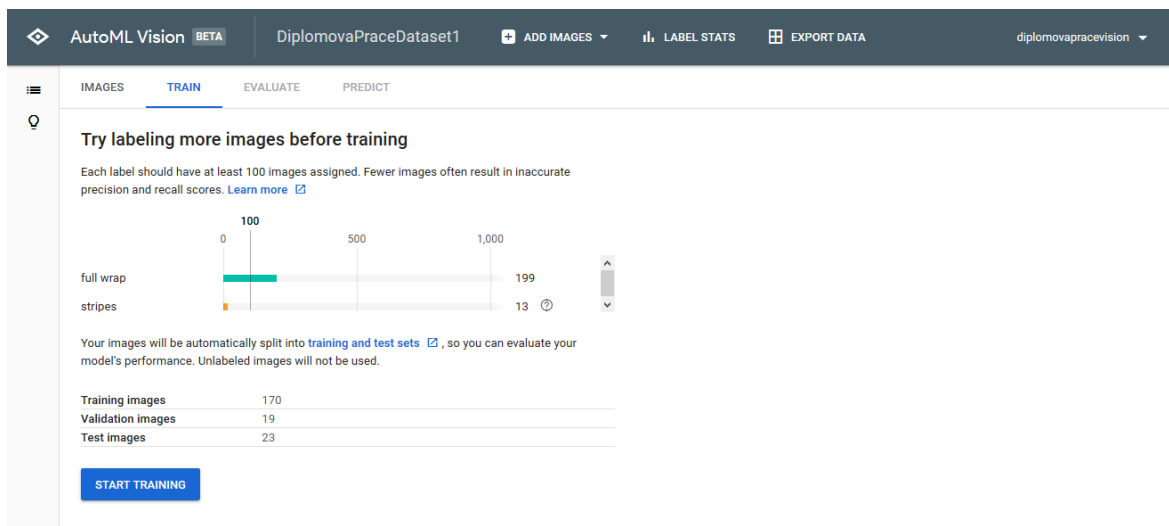 AutoML Vision BETA DiplomovaPraceDataset1 ADD IMAGES LABEL STATS EXPORT DATA diplomovapracevision
IMAGES TRAIN EVALUATE PREDICT
Try labeling more images before training
Each label should have at least 100 images assigned. Fewer images often result in inaccurate
precision and recall scores. Learn more
100
0 500 1,000
full wrap 199
stripes 13
Your images will be automatically split into training and test sets , so you can evaluate your
model's performance. Unlabeled images will not be used.
Training images 170
Validation images 19
Test images 23
START TRAINING